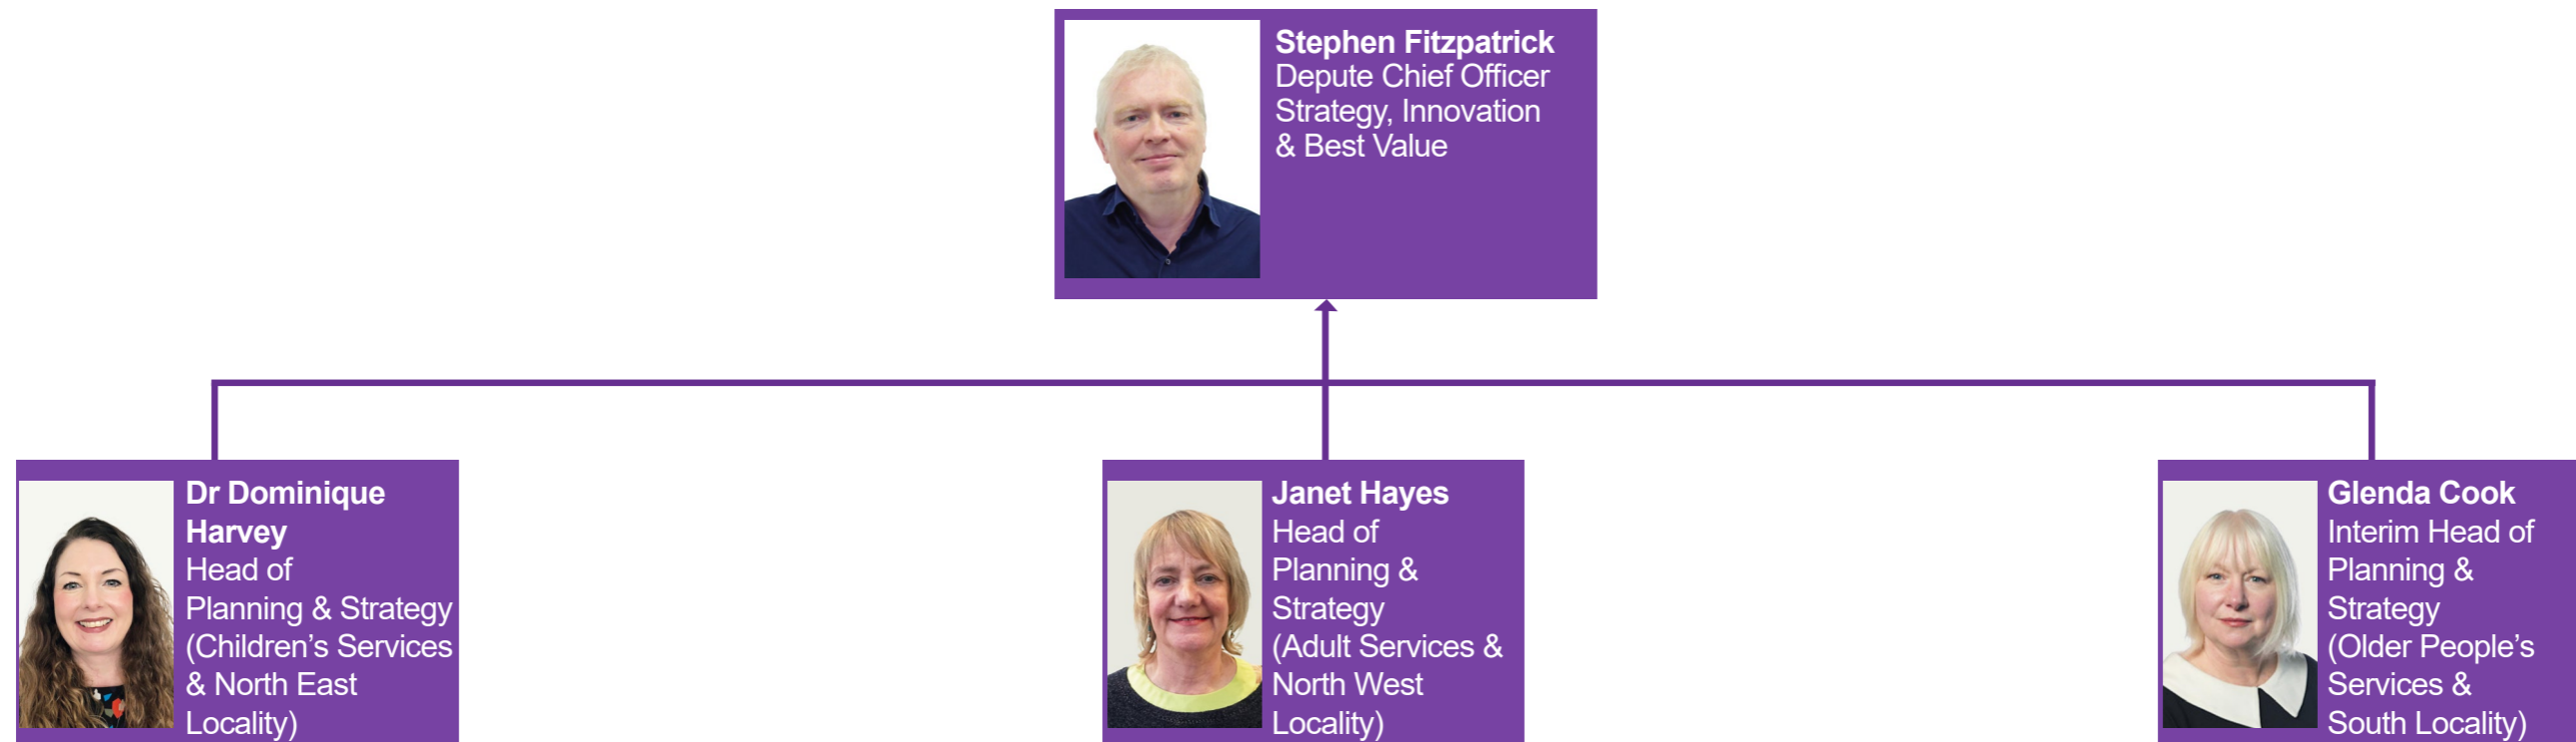 Stephen Fitzpatrick
Depute Chief Officer
Strategy, Innovation
& Best Value
Dr Dominique
Harvey
Head of
Planning & Strategy
(Children’s Services
& North East
Locality)
Janet Hayes
Head of
Planning &
Strategy
(Adult Services &
North West
Locality)
Glenda Cook
Interim Head of
Planning &
Strategy
(Older People’s
Services &
South Locality)